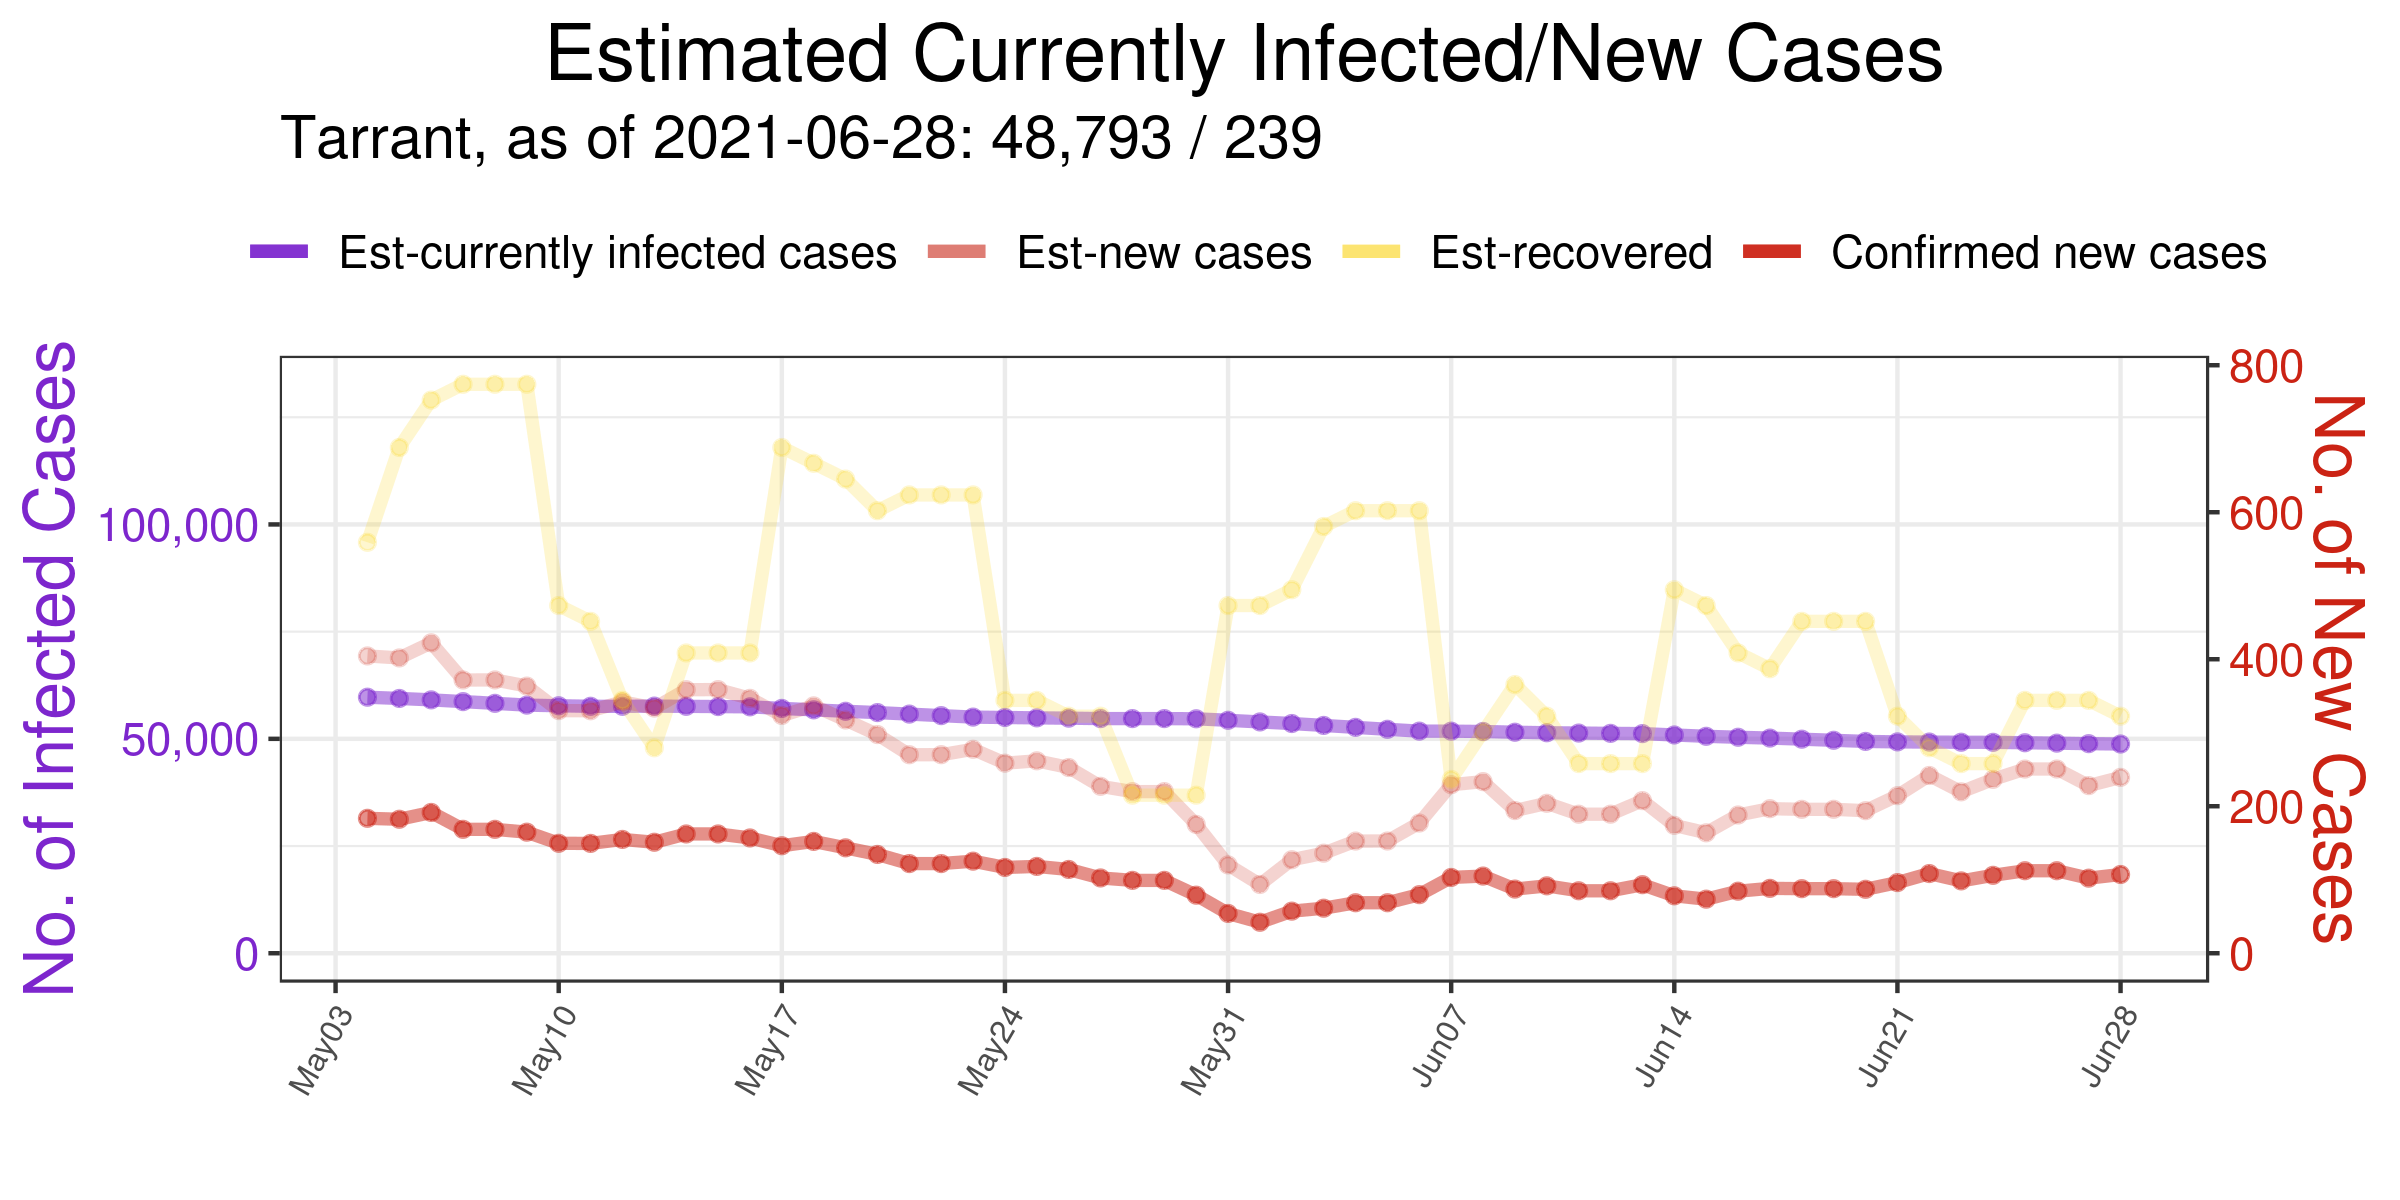 Estimated Currently Infected/New Cases
Tarrant, as of 2021-06-28: 48,793 / 239
Est-currently infected cases Est-new cases Est-recovered Confirmed new cases
No. of Infected Cases
100,000
50,000
0
800
600
400
200
0
No. of New Cases
May03 May10 May17 May24 May31 Jun07 Jun14 Jun21 Jun28